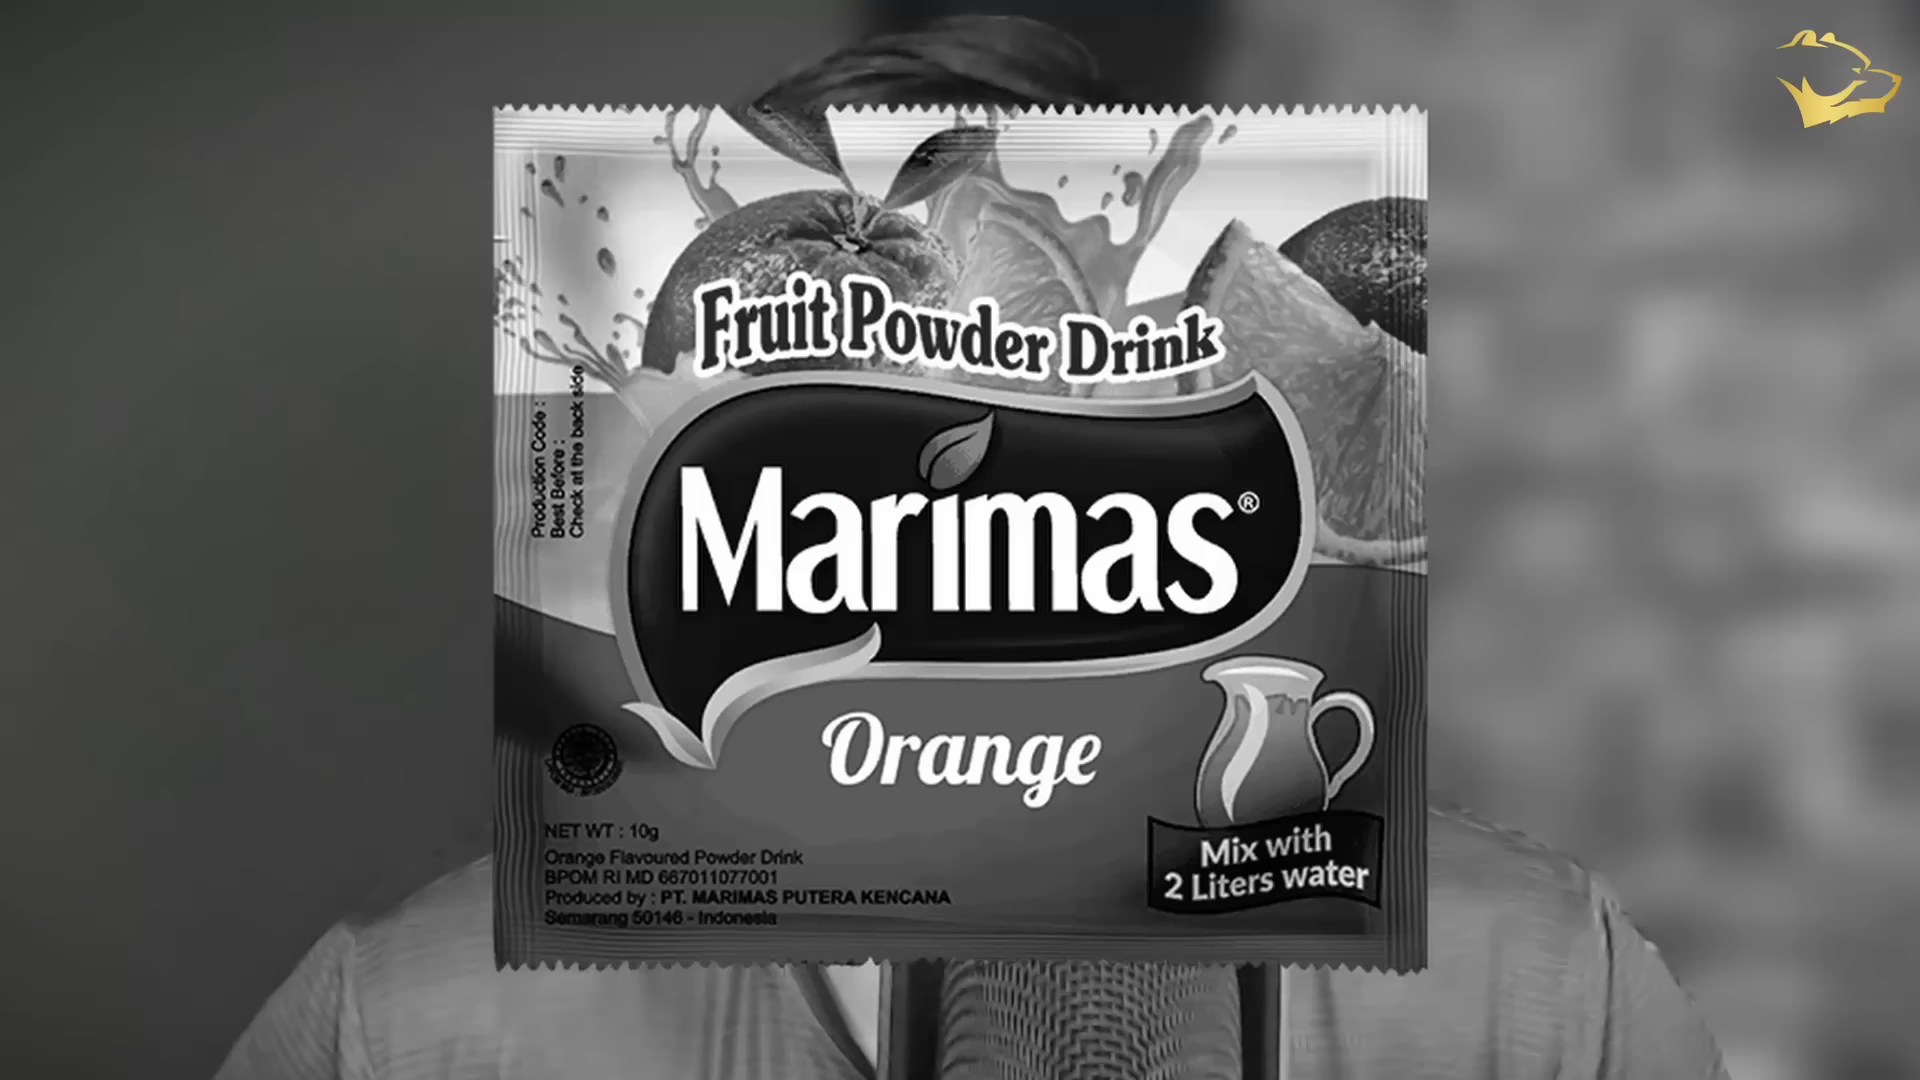 Fruit Powder Drink
Marimas®
Orange
Production Code :
Best Before :
Check at the back side
NET WT : 10g
Orange Flavoured Powder Drink
BPOM RI MD 667011077001
Produced by : PT. MARIMAS PUTERA KENCANA
Semarang 50146 - Indonesia
Mix with
2 Liters water